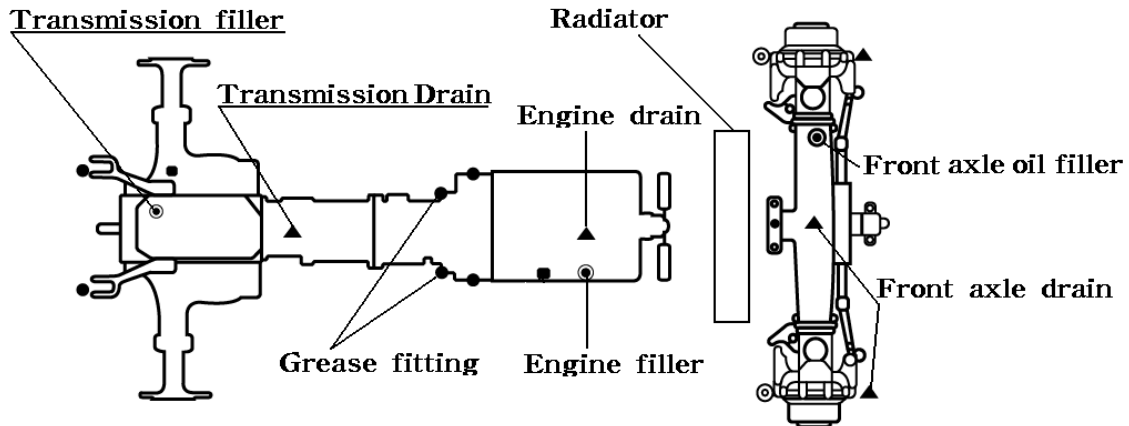 Transmission filler
Radiator
Transmission Drain
Engine drain
Front axle oil filler
Front axle drain
Grease fitting
Engine filler